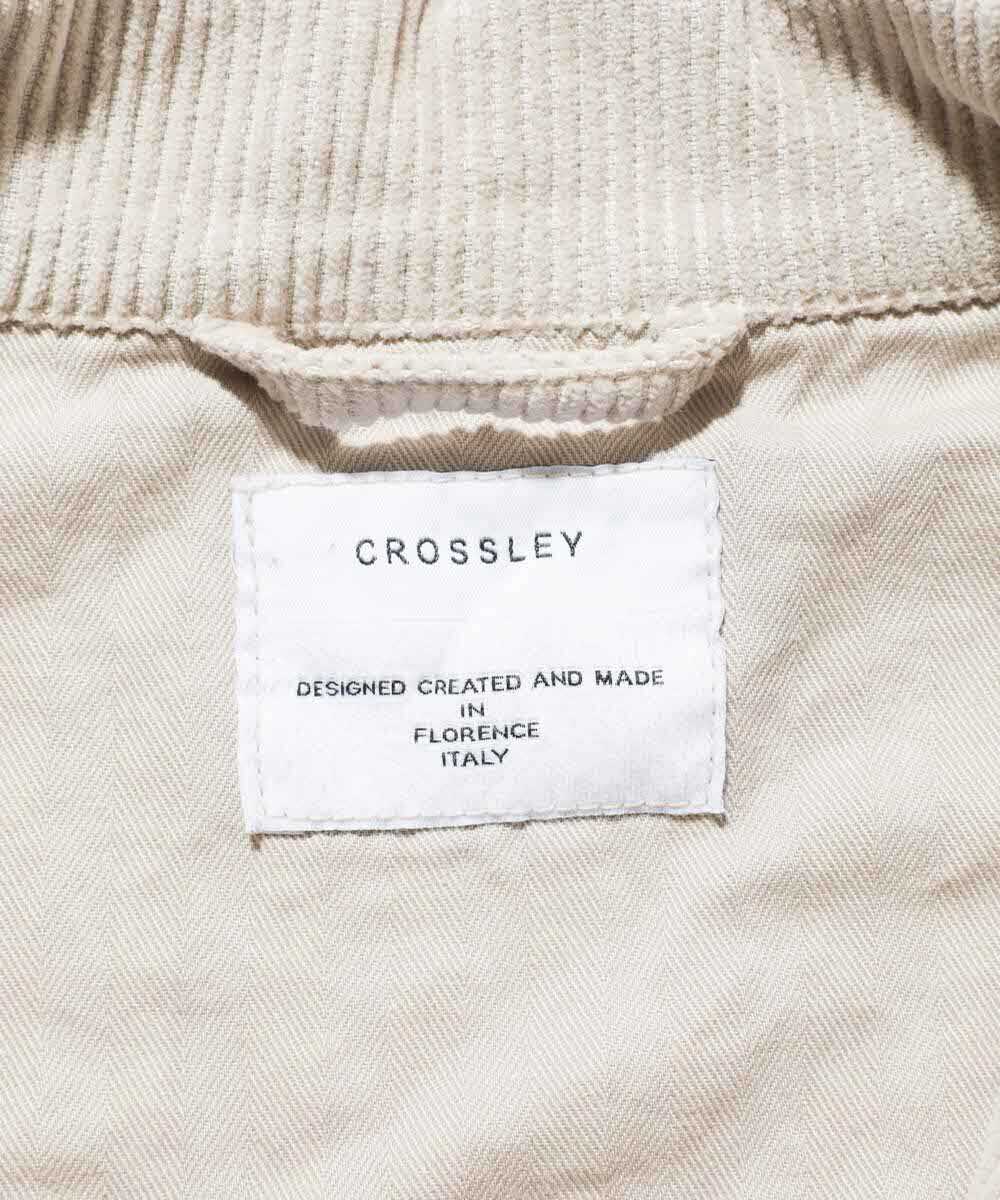 CROSSLEY
DESIGNED CREATED AND MADE
IN
FLORENCE
ITALY